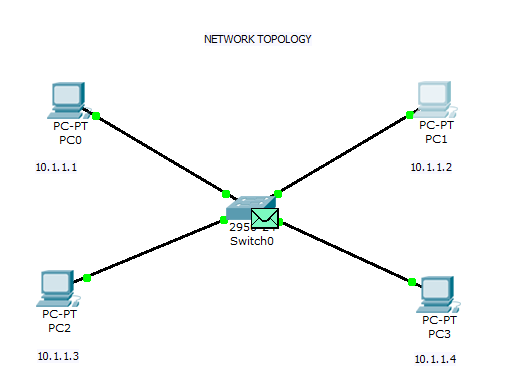 NETWORK TOPOLOGY
PC-PT
PC0
10.1.1.1
PC-PT
PC1
10.1.1.2
Switch0
PC-PT
PC2
10.1.1.3
PC-PT
PC3
10.1.1.4